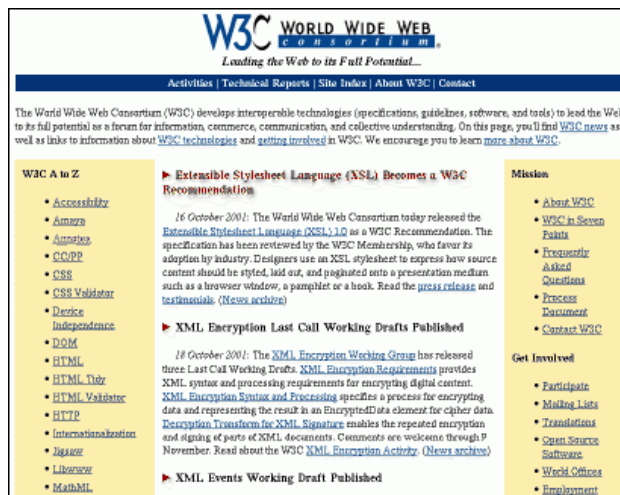 W3C WORLD WIDE WEB
consortium
Leading the Web to its Full Potential...
Activities | Technical Reports | Site Index | About W3C | Contact
The World Wide Web Consortium (W3C) develops interoperable technologies (specifications, guidelines, software, and tools) to lead the Web
to its full potential as a forum for information, commerce, communication, and collective understanding. On this page, you'll find W3C news as
well as links to information about W3C technologies and getting involved in W3C. We encourage you to learn more about W3C.
W3C A to Z
• Accessibility
• Amaya
• Annotea
• CC/PP
• CSS
• CSS Validator
• Device
Independence
• DOM
• HTML
• HTML Tidy
• HTML Validator
• HTTP
• Internationalization
• Jigsaw
• Libwww
• MathML
Extensible Stylesheet Language (XSL) Becomes a W3C
Recommendation
16 October 2001: The World Wide Web Consortium today released the
Extensible Stylesheet Language (XSL) 1.0 as a W3C Recommendation. The
specification has been reviewed by the W3C Membership, who favor its
adoption by industry. Designers use an XSL stylesheet to express how source
content should be styled, laid out, and paginated onto a presentation medium
such as a browser window, a pamphlet or a book. Read the press release and
testimonials. (News archive)
XML Encryption Last Call Working Drafts Published
18 October 2001: The XML Encryption Working Group has released
three Last Call Working Drafts. XML Encryption Requirements provides
XML syntax and processing requirements for encrypting digital content.
XML Encryption Syntax and Processing specifies a process for encrypting
data and representing the result in an EncryptedData element for cipher data.
Decryption Transform for XML Signature enables the repeated encryption
and signing of parts of XML documents. Comments are welcome through 9
November. Read about the W3C XML Encryption Activity. (News archive)
XML Events Working Draft Published
Mission
• About W3C
• W3C in Seven
Points
• Frequently
Asked
Questions
• Process
Document
• Contact W3C
Get Involved
• Participate
• Mailing Lists
• Translations
• Open Source
Software
• World Offices
• Employment